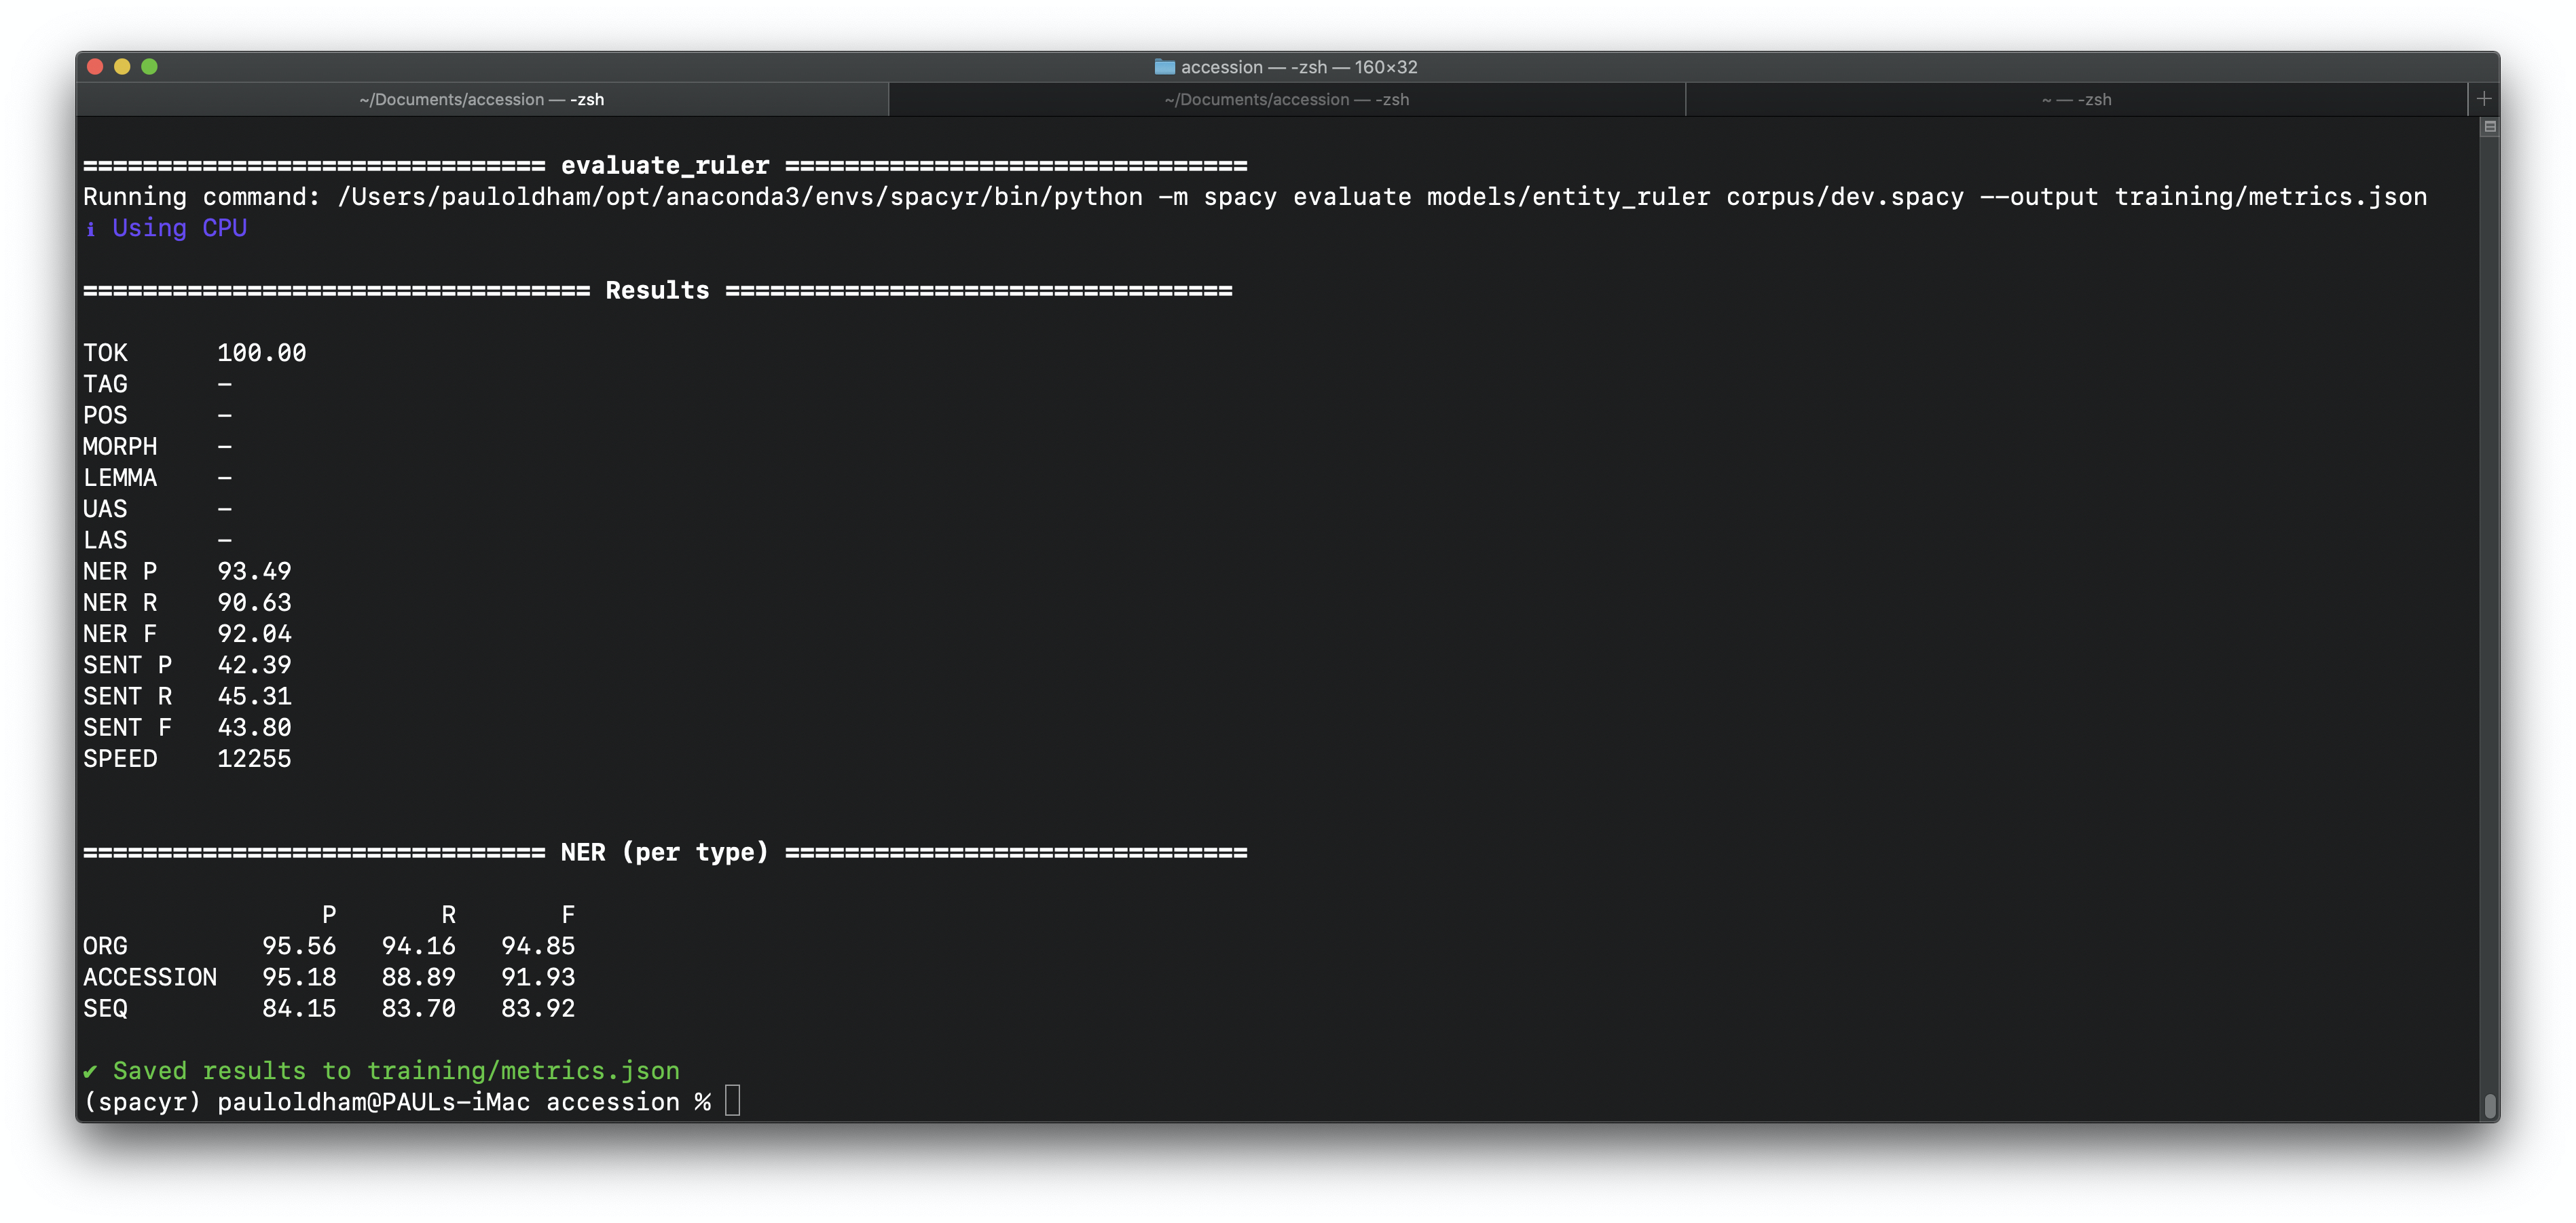 accession — -zsh — 160×32
~/Documents/accession — -zsh ~/Documents/accession — -zsh ~ — -zsh
=============================== evaluate_ruler ===============================
Running command: /Users/pauloldham/opt/anaconda3/envs/spacyr/bin/python -m spacy evaluate models/entity_ruler corpus/dev.spacy --output training/metrics.json
ℹ Using CPU
================================== Results ==================================
TOK 100.00
TAG -
POS -
MORPH -
LEMMA -
UAS -
LAS -
NER P 93.49
NER R 90.63
NER F 92.04
SENT P 42.39
SENT R 45.31
SENT F 43.80
SPEED 12255
=============================== NER (per type) ===============================
P R F
ORG 95.56 94.16 94.85
ACCESSION 95.18 88.89 91.93
SEQ 84.15 83.70 83.92
✔ Saved results to training/metrics.json
(spacyr) pauloldham@PAULs-iMac accession %